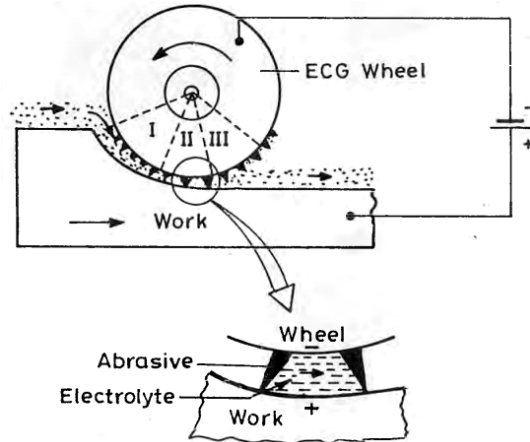 ECG Wheel
I
II
III
−
+
Work
Wheel
−
Abrasive
Electrolyte
+
Work